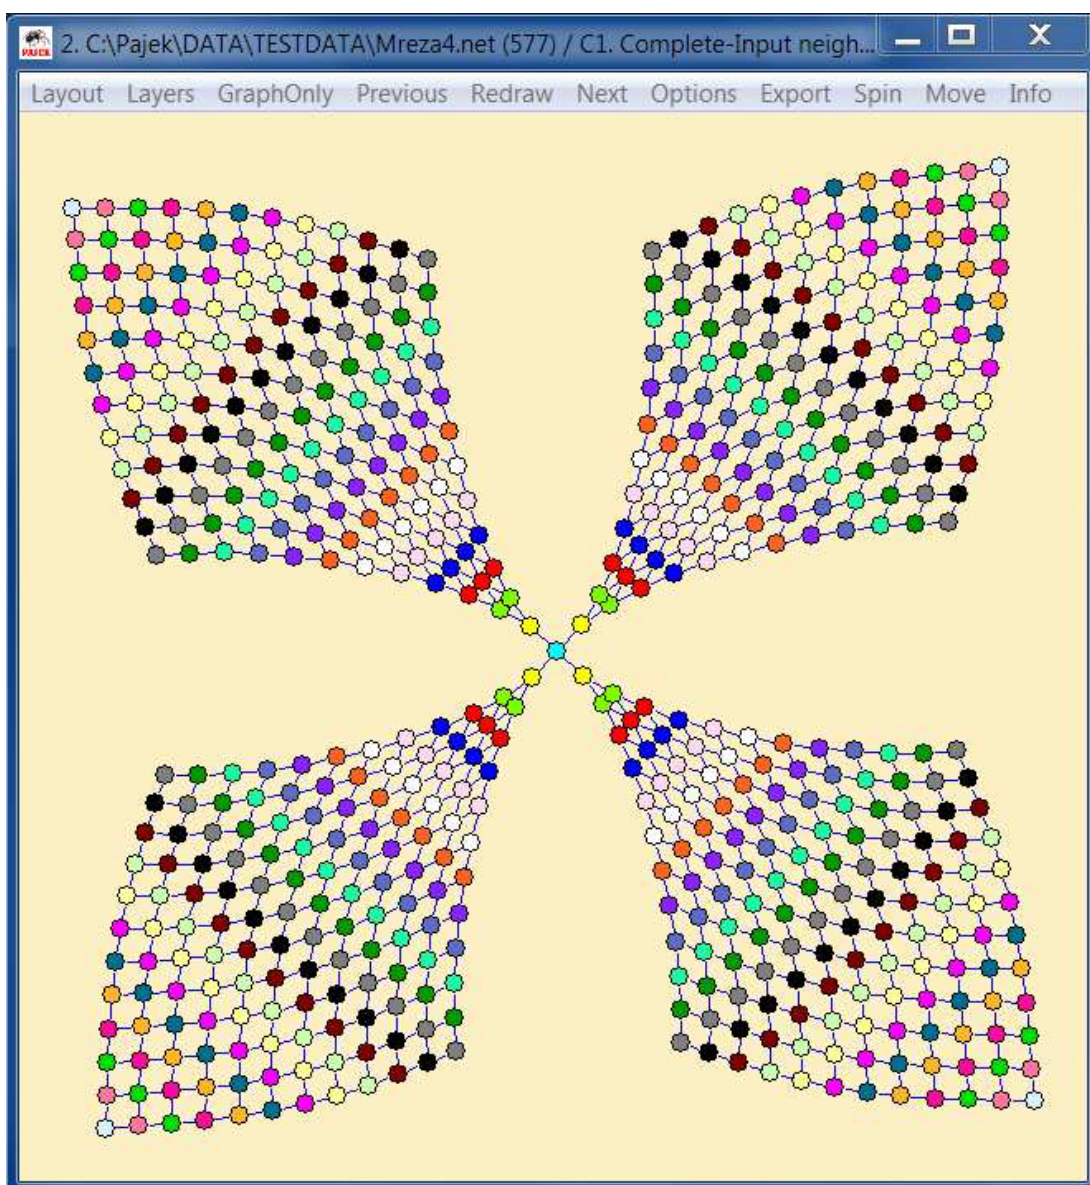 2. C:\Pajek\DATA\TESTDATA\Mreza4.net (577) / C1. Complete-Input neigh...
Layout Layers GraphOnly Previous Redraw Next Options Export Spin Move Info